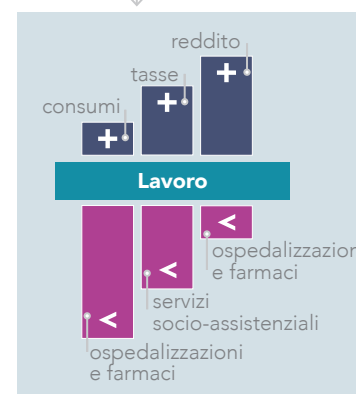 reddito
+
tasse
+
consumi
+
Lavoro
<
ospedalizzazion
e farmaci
<
servizi
socio-assistenziali
<
ospedalizzazioni
e farmaci